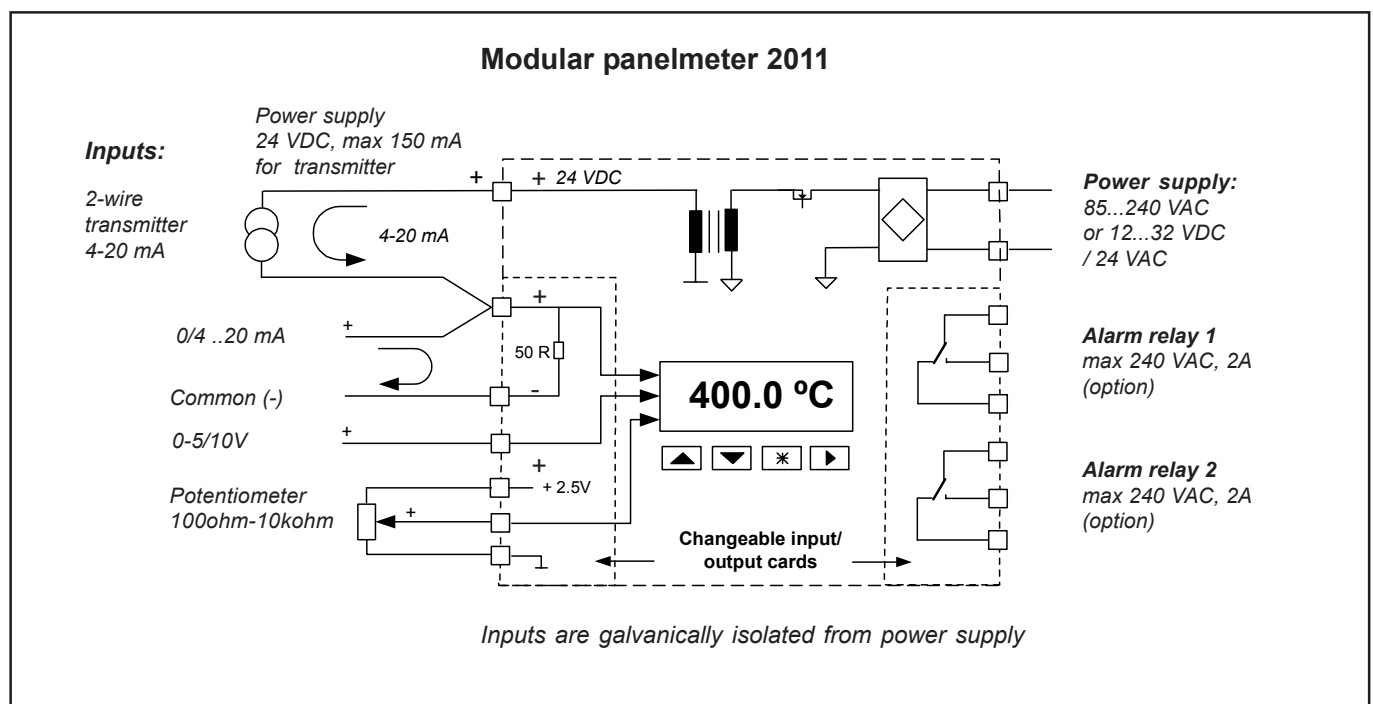 Modular panelmeter 2011
Power supply
24 VDC, max 150 mA
for transmitter
Inputs:
2-wire
transmitter
4-20 mA
+
+ 24 VDC
4-20 mA
Power supply:
85...240 VAC
or 12...32 VDC
/ 24 VAC
+
0/4 ..20 mA
+
50 R
Common (-)
-
0-5/10V
+
400.0 ºC
Alarm relay 1
max 240 VAC, 2A
(option)
+
+ 2.5V
Potentiometer
100ohm-10kohm
+
Alarm relay 2
max 240 VAC, 2A
(option)
Changeable input/
output cards
Inputs are galvanically isolated from power supply